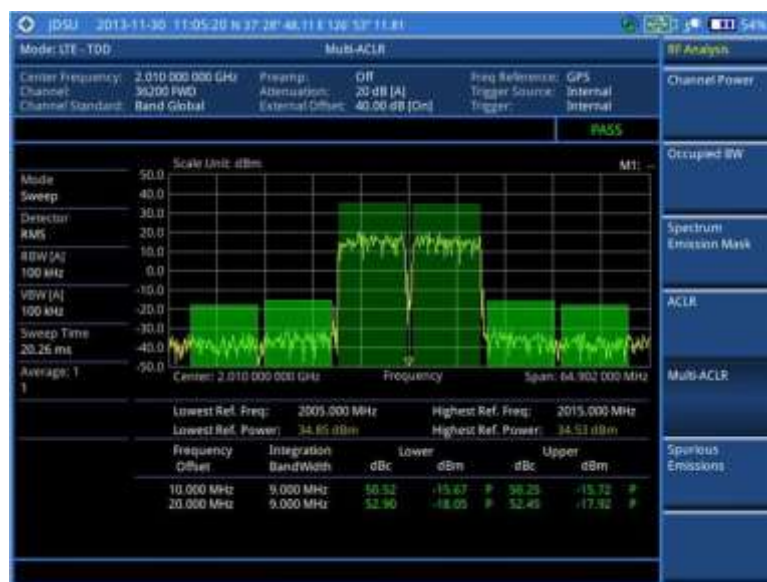 JDSU 2013-11-30 11:05:20 N 37° 28" 48.11 E 126° 53" 11.81 54%
Mode: LTE - TDD Multi-ACLR RF Analysis
Center Frequency: 2.010 000 000 GHz Preamp: Off Freq Reference: GPS
Channel: 36200 FWD Attenuation: 20 dB [A] Trigger Source: Internal
Channel Standard: Band Global External Offset: 40.00 dB [On] Trigger: Internal
Channel Power
PASS
Occupied BW
Scale Unit: dBm M1: --
50.0
Mode
40.0
Sweep
30.0
Detector
20.0
RMS
Spectrum
Emission Mask
RBW [A]
10.0
100 kHz
0.0
VBW [A]
-10.0
100 kHz
ACLR
-20.0
Sweep Time
-30.0
20.26 ms
-40.0
Average: 1
-50.0
1
Center: 2.010 000 000 GHz Frequency Span: 64.902 000 MHz
Multi-ACLR
Lowest Ref. Freq: 2005.000 MHz Highest Ref. Freq: 2015.000 MHz
Lowest Ref. Power: 34.85 dBm Highest Ref. Power: 34.53 dBm
Frequency Integration Lower Upper
Offset BandWidth dBc dBm dBc dBm
Spurious
Emissions
10.000 MHz 9.000 MHz 50.52 -15.67 P 50.25 -15.72 P
20.000 MHz 9.000 MHz 52.90 -18.05 P 52.45 -17.92 P